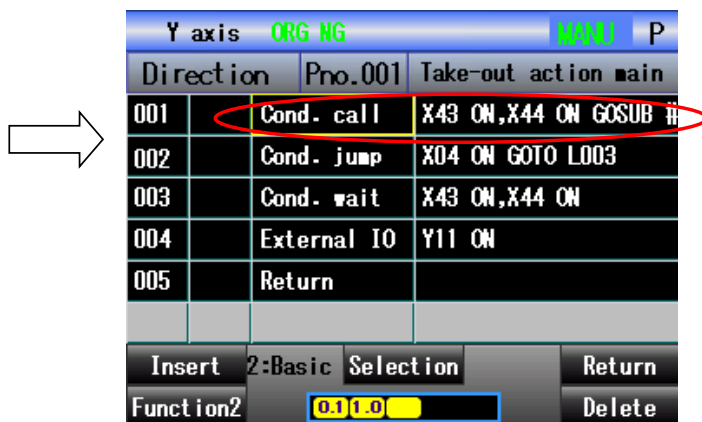 Y axis ORG NG MANU P
Direction Pno.001 Take-out action main
001 Cond. call X43 ON,X44 ON GOSUB #
002 Cond. jump X04 ON GOTO L003
003 Cond. wait X43 ON,X44 ON
004 External IO Y11 ON
005 Return
Insert 2:Basic Selection Return
Function2 0.1 1.0 Delete